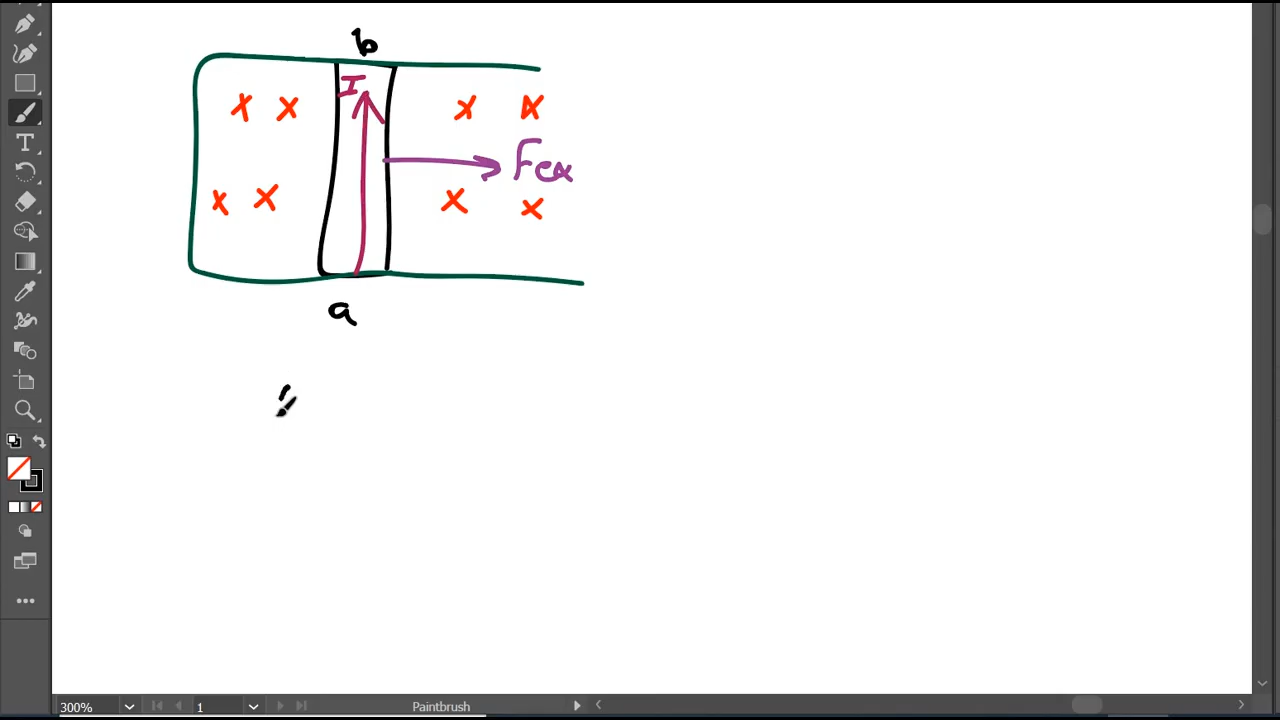 b
I
x x x x
Fex
x x x x
a
300%
1
Paintbrush